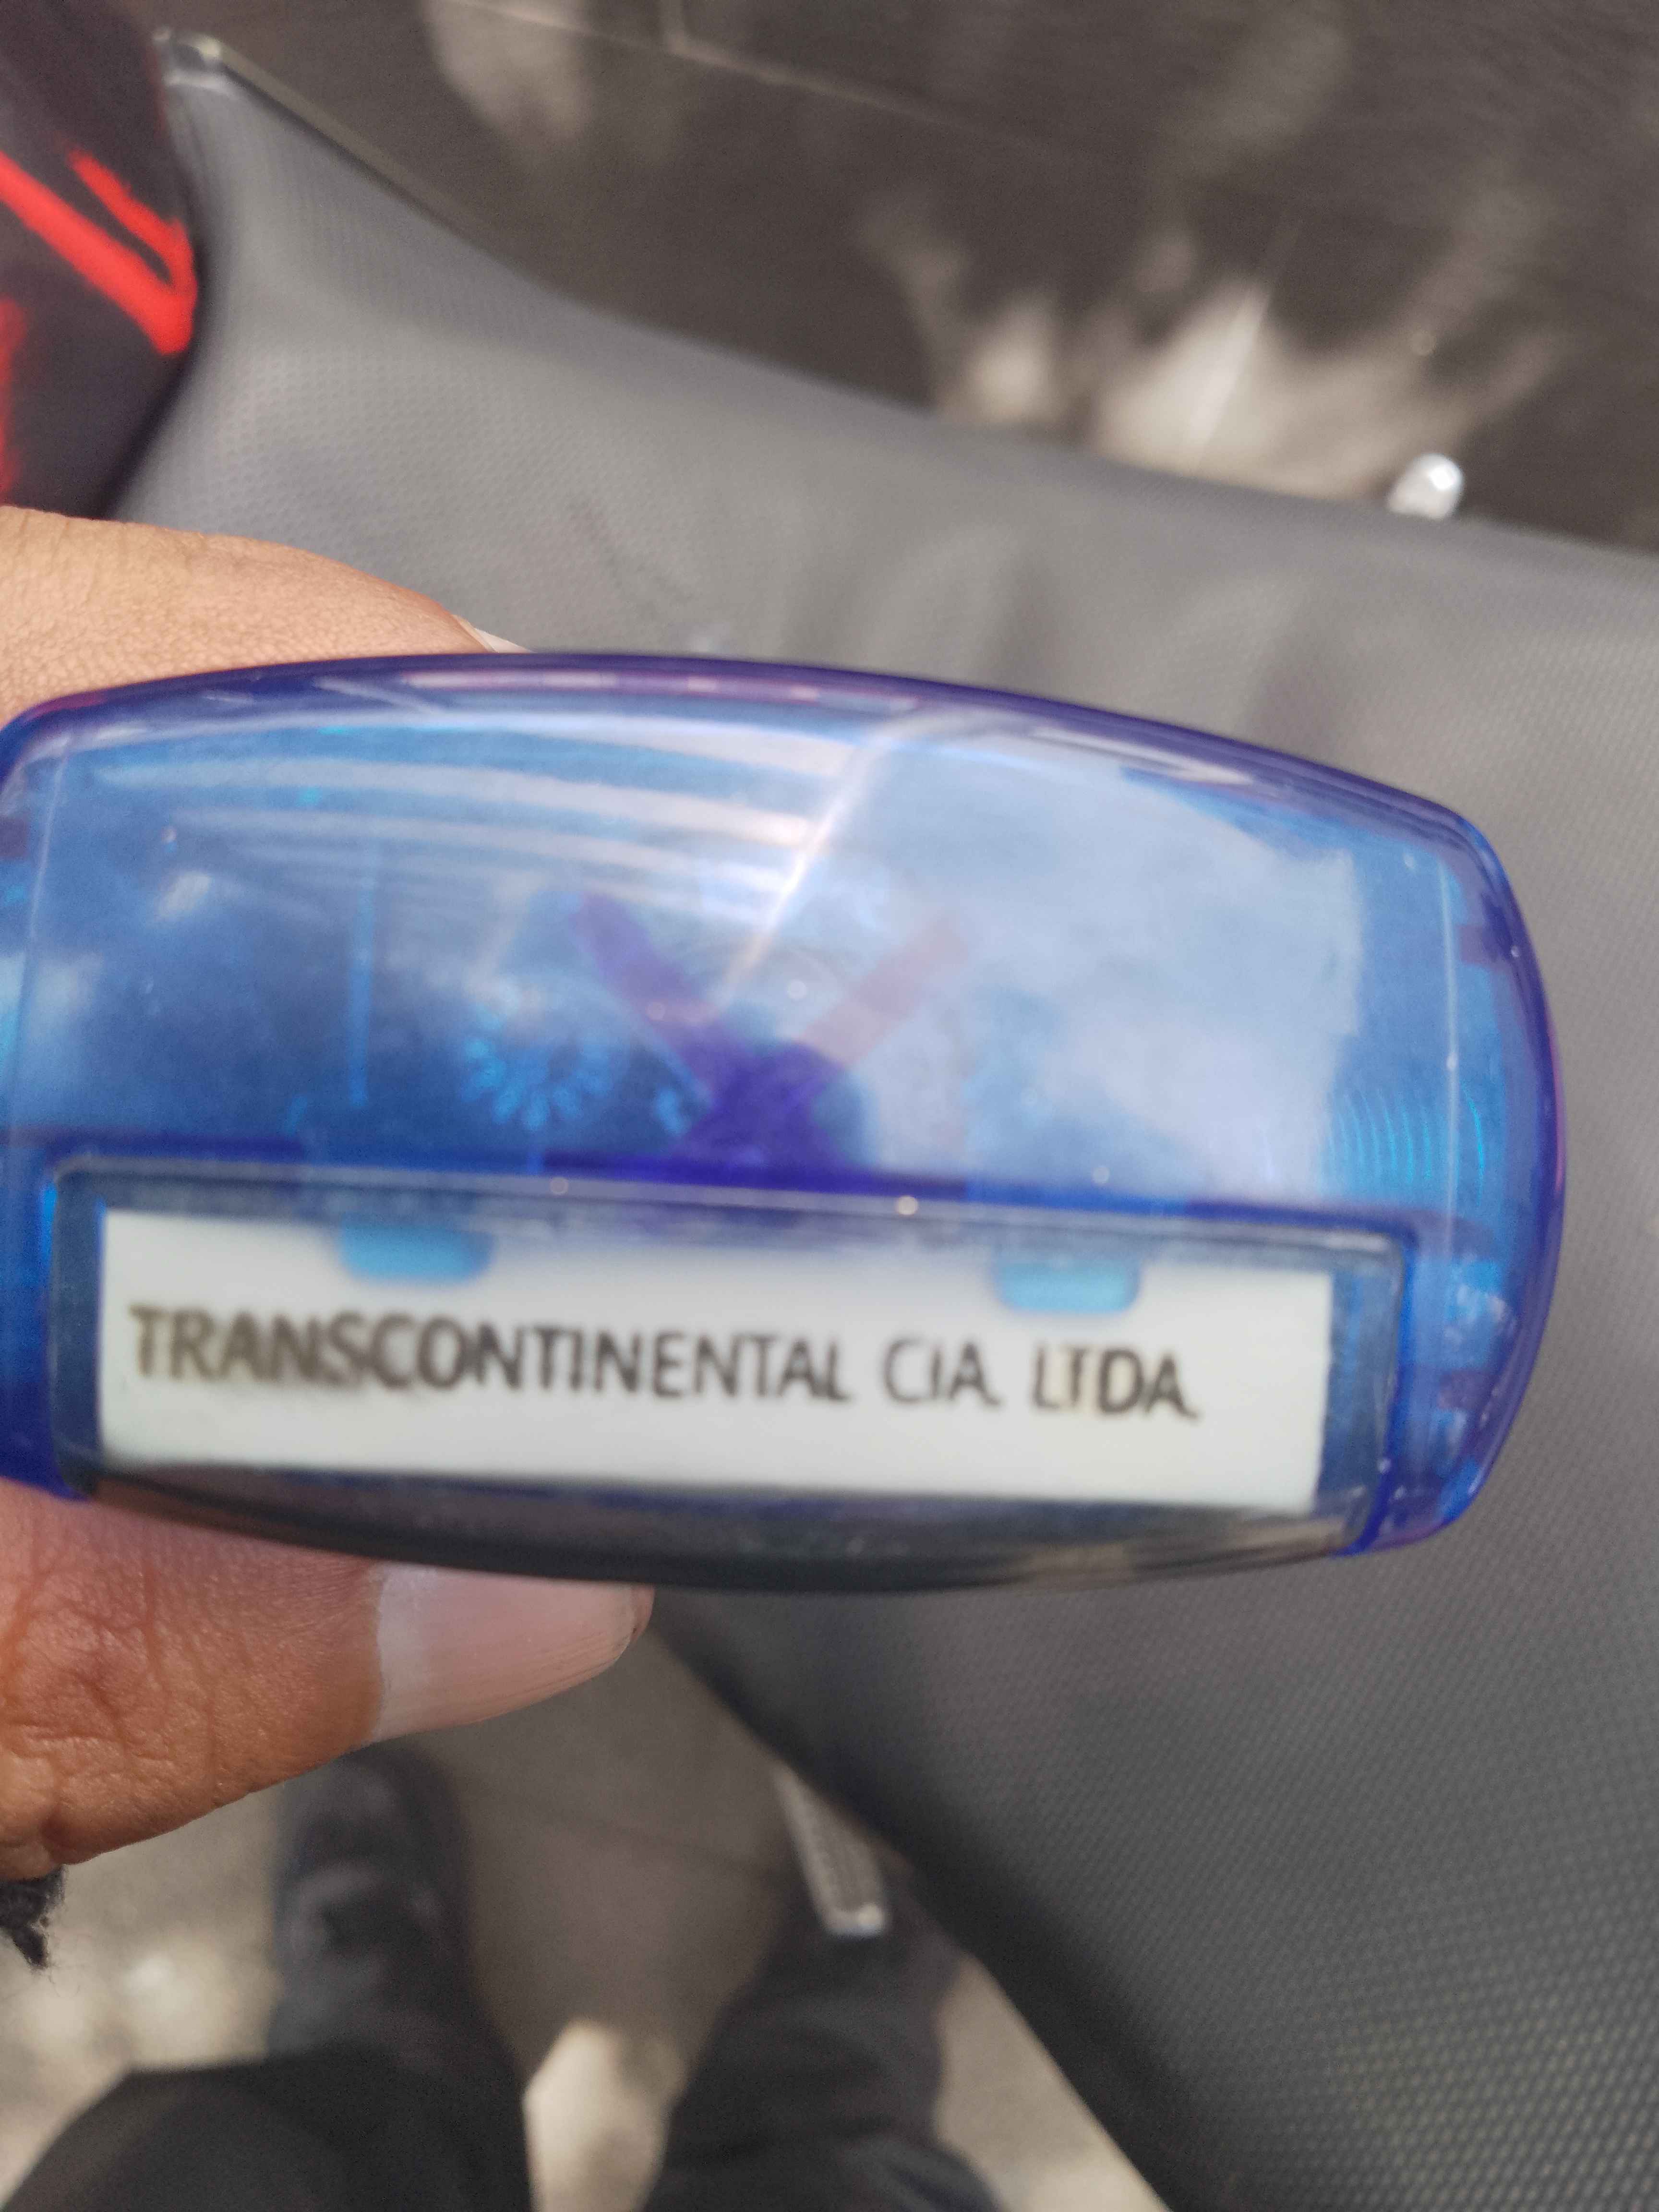 TRANSCONTINENTAL CIA. LTDA.